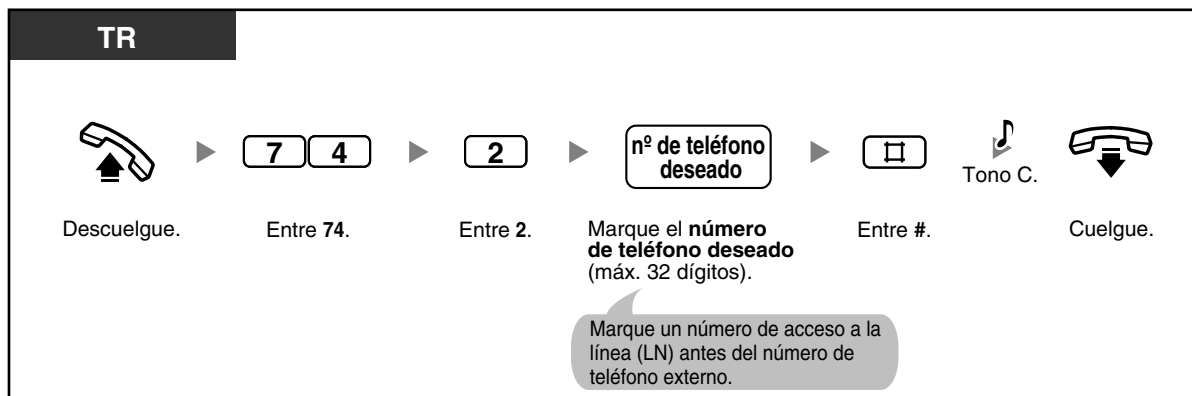 TR
7 4
2
nº de teléfono
deseado
#
Tono C.
Descuelgue.
Entre 74.
Entre 2.
Marque el número
de teléfono deseado
(máx. 32 dígitos).
Entre #.
Cuelgue.
Marque un número de acceso a la
línea (LN) antes del número de
teléfono externo.